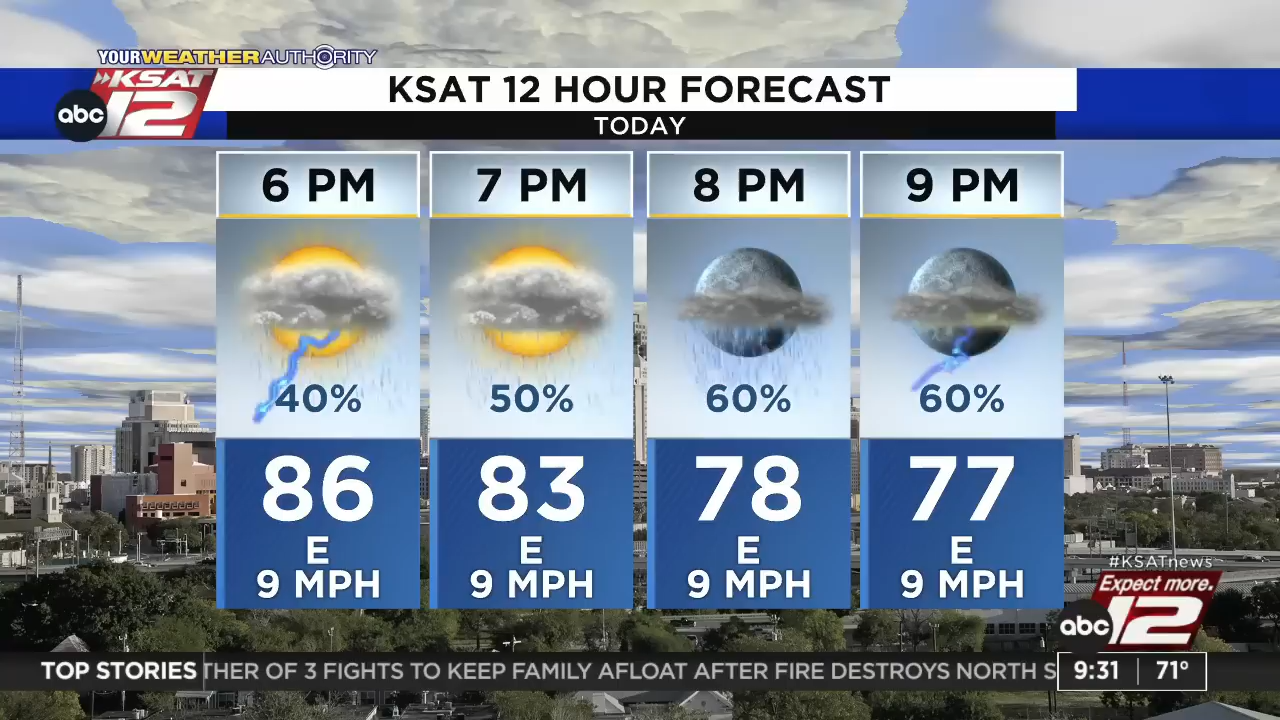 YOUR WEATHER AUTHORITY
KSAT
abc 12
KSAT 12 HOUR FORECAST
TODAY
6 PM 7 PM 8 PM 9 PM
40% 50% 60% 60%
86 83 78 77
E E E E
9 MPH 9 MPH 9 MPH 9 MPH
#KSATnews
Expect more.
abc 12
TOP STORIES THER OF 3 FIGHTS TO KEEP FAMILY AFLOAT AFTER FIRE DESTROYS NORTH S 9:31 71°